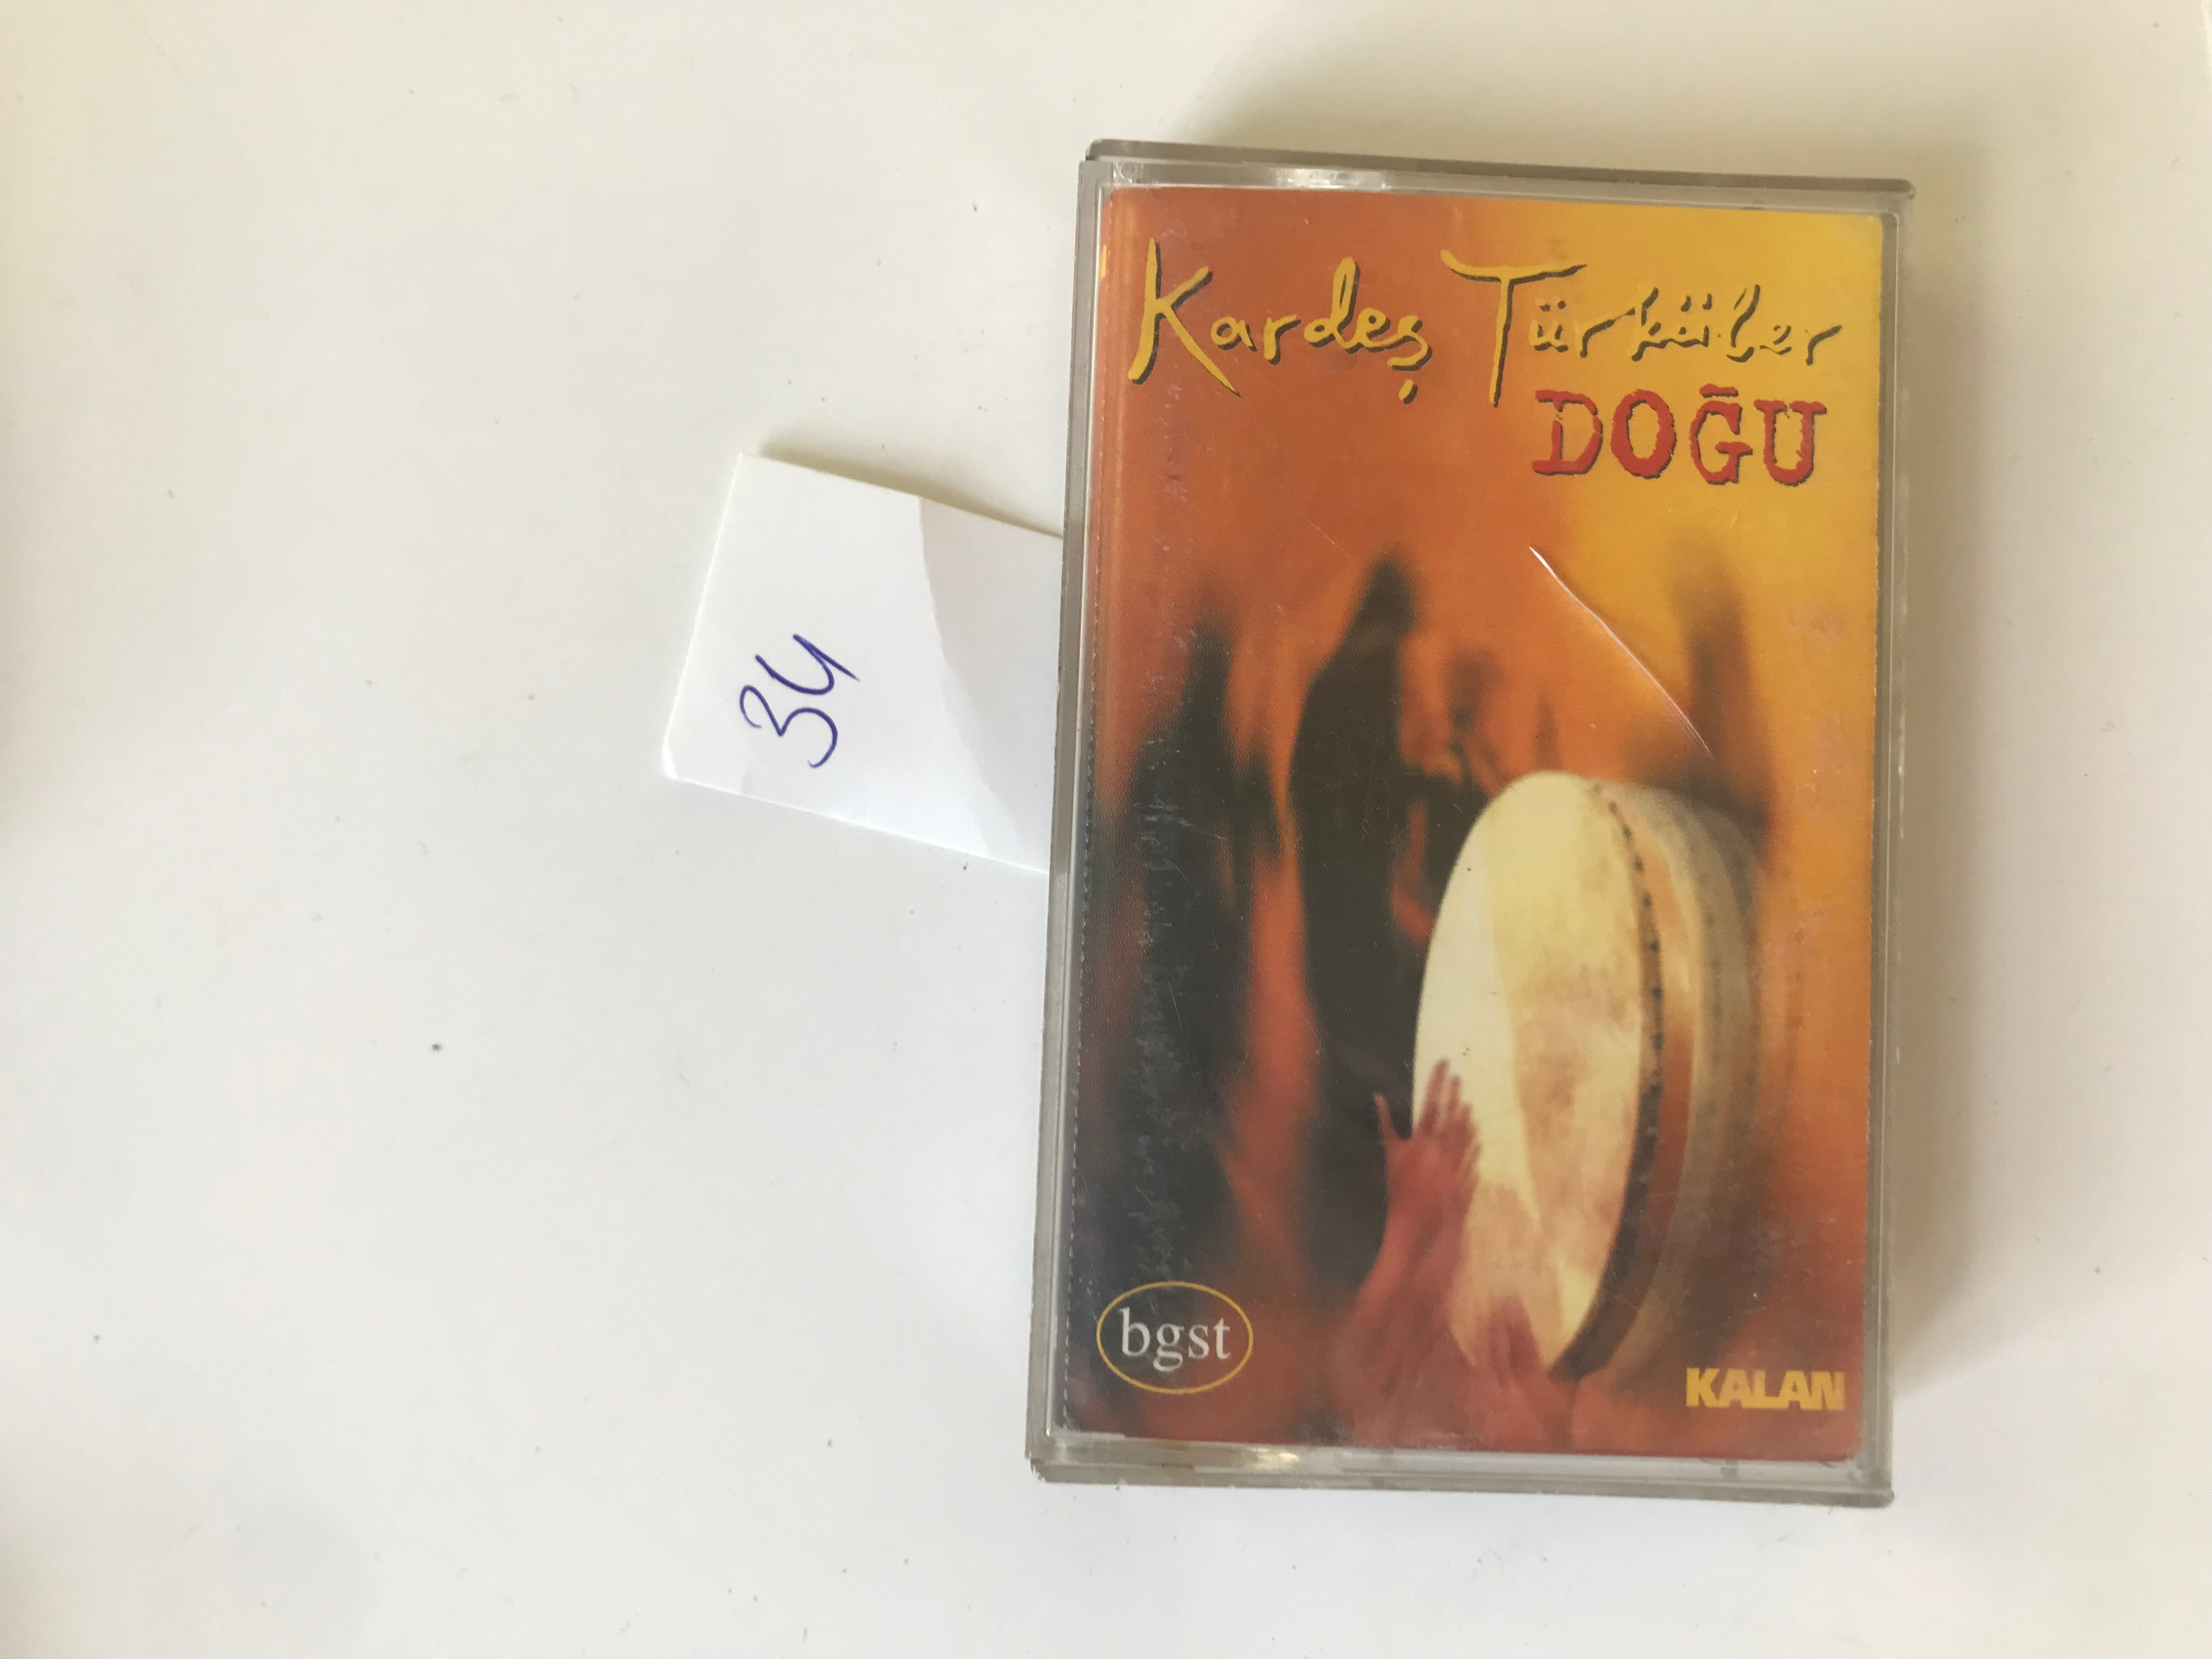 Kardeş Türküler
DOĞU
34
bgst
KALAN